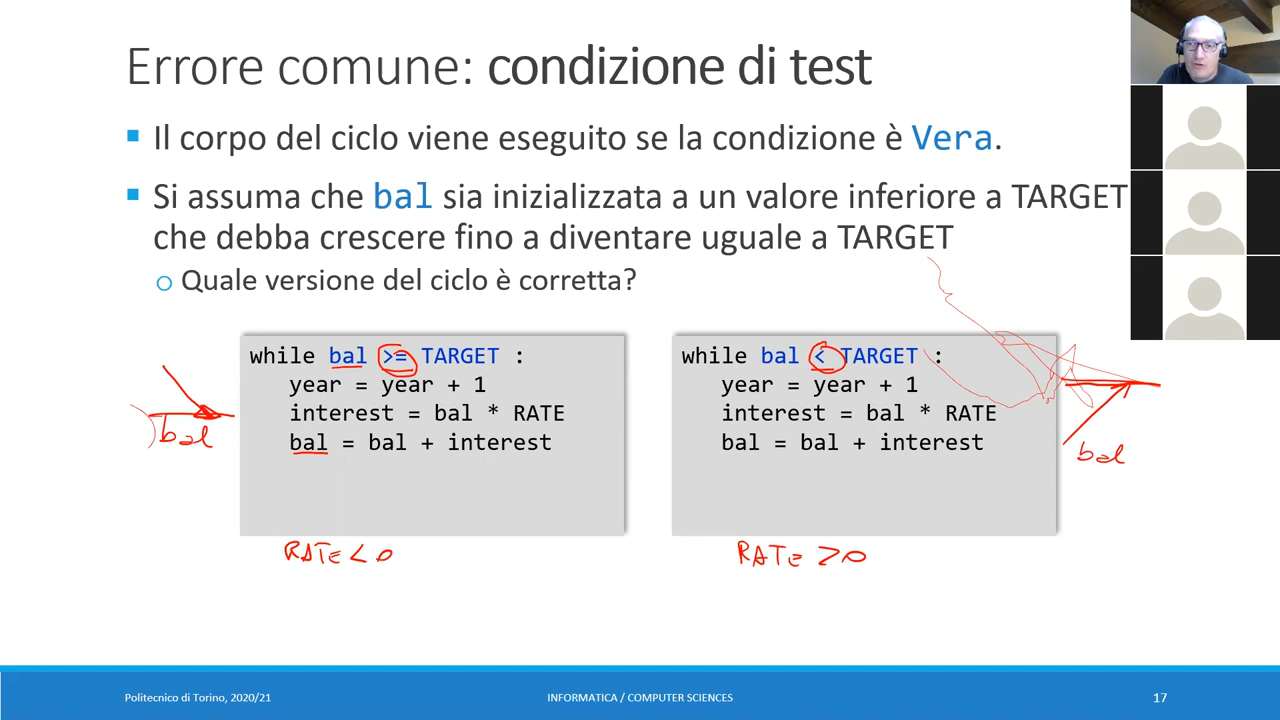 Errore comune: condizione di test
Il corpo del ciclo viene eseguito se la condizione è Vera.
Si assuma che bal sia inizializzata a un valore inferiore a TARGET
che debba crescere fino a diventare uguale a TARGET
Quale versione del ciclo è corretta?
while bal >= TARGET :
year = year + 1
interest = bal * RATE
bal = bal + interest
bal
RATE < 0
while bal < TARGET :
year = year + 1
interest = bal * RATE
bal = bal + interest
bal
RATE > 0
Politecnico di Torino, 2020/21
INFORMATICA / COMPUTER SCIENCES
17